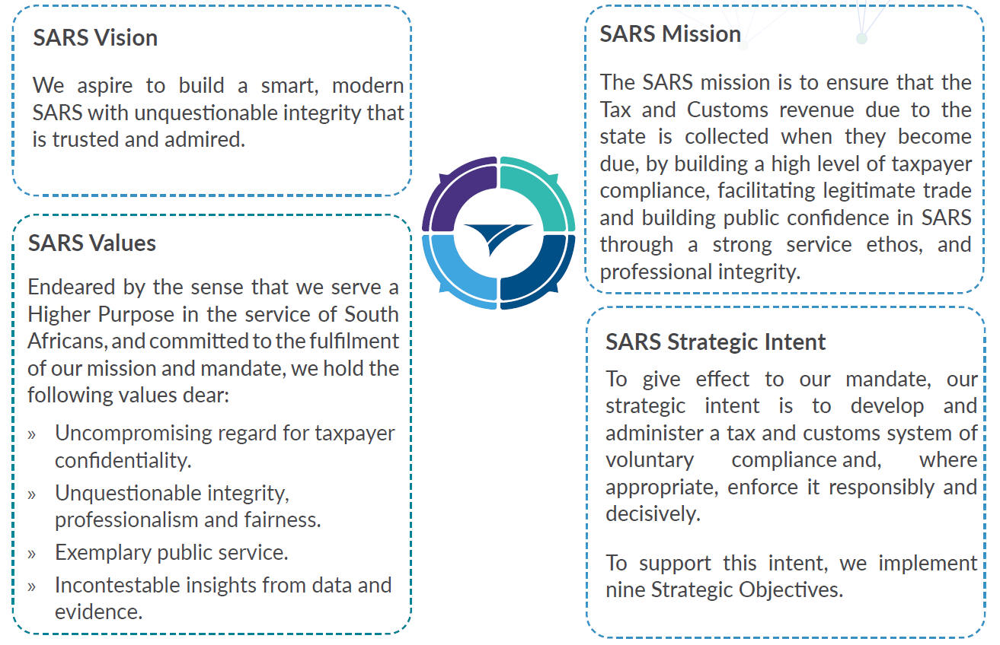 SARS Vision
We aspire to build a smart, modern
SARS with unquestionable integrity that
is trusted and admired.
SARS Values
Endeared by the sense that we serve a
Higher Purpose in the service of South
Africans, and committed to the fulfilment
of our mission and mandate, we hold the
following values dear:
» Uncompromising regard for taxpayer
confidentiality.
» Unquestionable integrity,
professionalism and fairness.
» Exemplary public service.
» Incontestable insights from data and
evidence.
SARS Mission
The SARS mission is to ensure that the
Tax and Customs revenue due to the
state is collected when they become
due, by building a high level of taxpayer
compliance, facilitating legitimate trade
and building public confidence in SARS
through a strong service ethos, and
professional integrity.
SARS Strategic Intent
To give effect to our mandate, our
strategic intent is to develop and
administer a tax and customs system of
voluntary compliance and, where
appropriate, enforce it responsibly and
decisively.
To support this intent, we implement
nine Strategic Objectives.